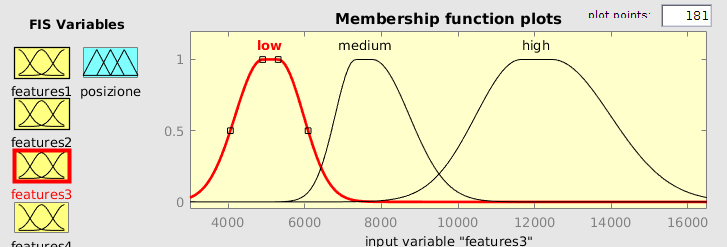 FIS Variables
features1
posizione
features2
features3
features4
Membership function plots
plot points:
181
low
medium
high
1
0.5
0
4000
6000
8000
10000
12000
14000
16000
input variable "features3"